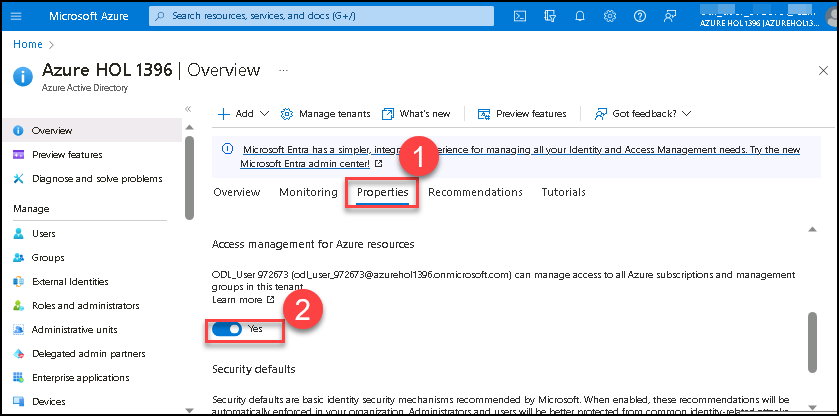 Microsoft Azure
Search resources, services, and docs (G+/)
AZURE HOL 1396 (AZUREHOL13...
Home
Azure HOL 1396 | Overview ...
Azure Active Directory
Overview
Preview features
Diagnose and solve problems
Manage
Users
Groups
External Identities
Roles and administrators
Administrative units
Delegated admin partners
Enterprise applications
Devices
Add
Manage tenants
What's new
Preview features
Got feedback?
Microsoft Entra has a simpler, integ erience for managing all your Identity and Access Management needs. Try the new
Microsoft Entra admin center!
1
Overview
Monitoring
Properties
Recommendations
Tutorials
Access management for Azure resources
ODL_User 972673 (odl_user_972673@azurehol1396.onmicrosoft.com) can manage access to all Azure subscriptions and management
groups in this tenant.
Learn more
2
Yes
Security defaults
Security defaults are basic identity security mechanisms recommended by Microsoft. When enabled, these recommendations will be
automatically enforced in your organization. Administrators and users will be better protected from common identity-related attacks.